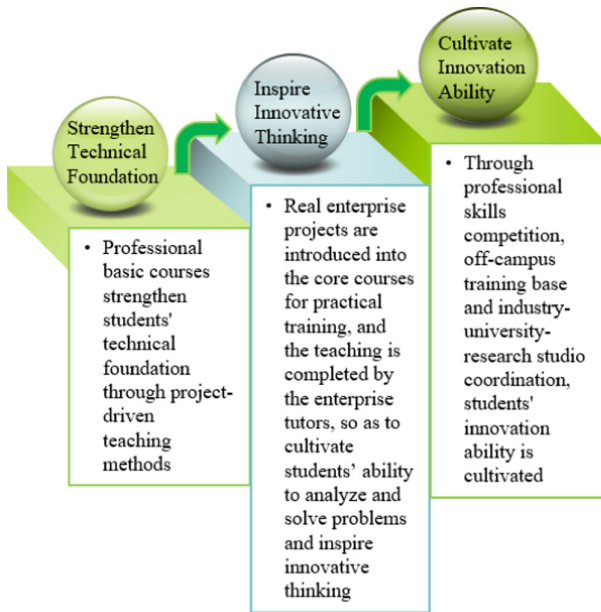 Strengthen
Technical
Foundation
• Professional
basic courses
strengthen
students'
technical
foundation
through project-
driven
teaching
methods
Inspire
Innovative
Thinking
• Real enterprise
projects are
introduced into
the core courses
for practical
training, and
the teaching is
completed by
the enterprise
tutors, so as to
cultivate
students’ ability
to analyze and
solve problems
and inspire
innovative
thinking
Cultivate
Innovation
Ability
• Through
professional
skills
competition,
off-campus
training base
and industry-
university-
research studio
coordination,
students'
innovation
ability is
cultivated